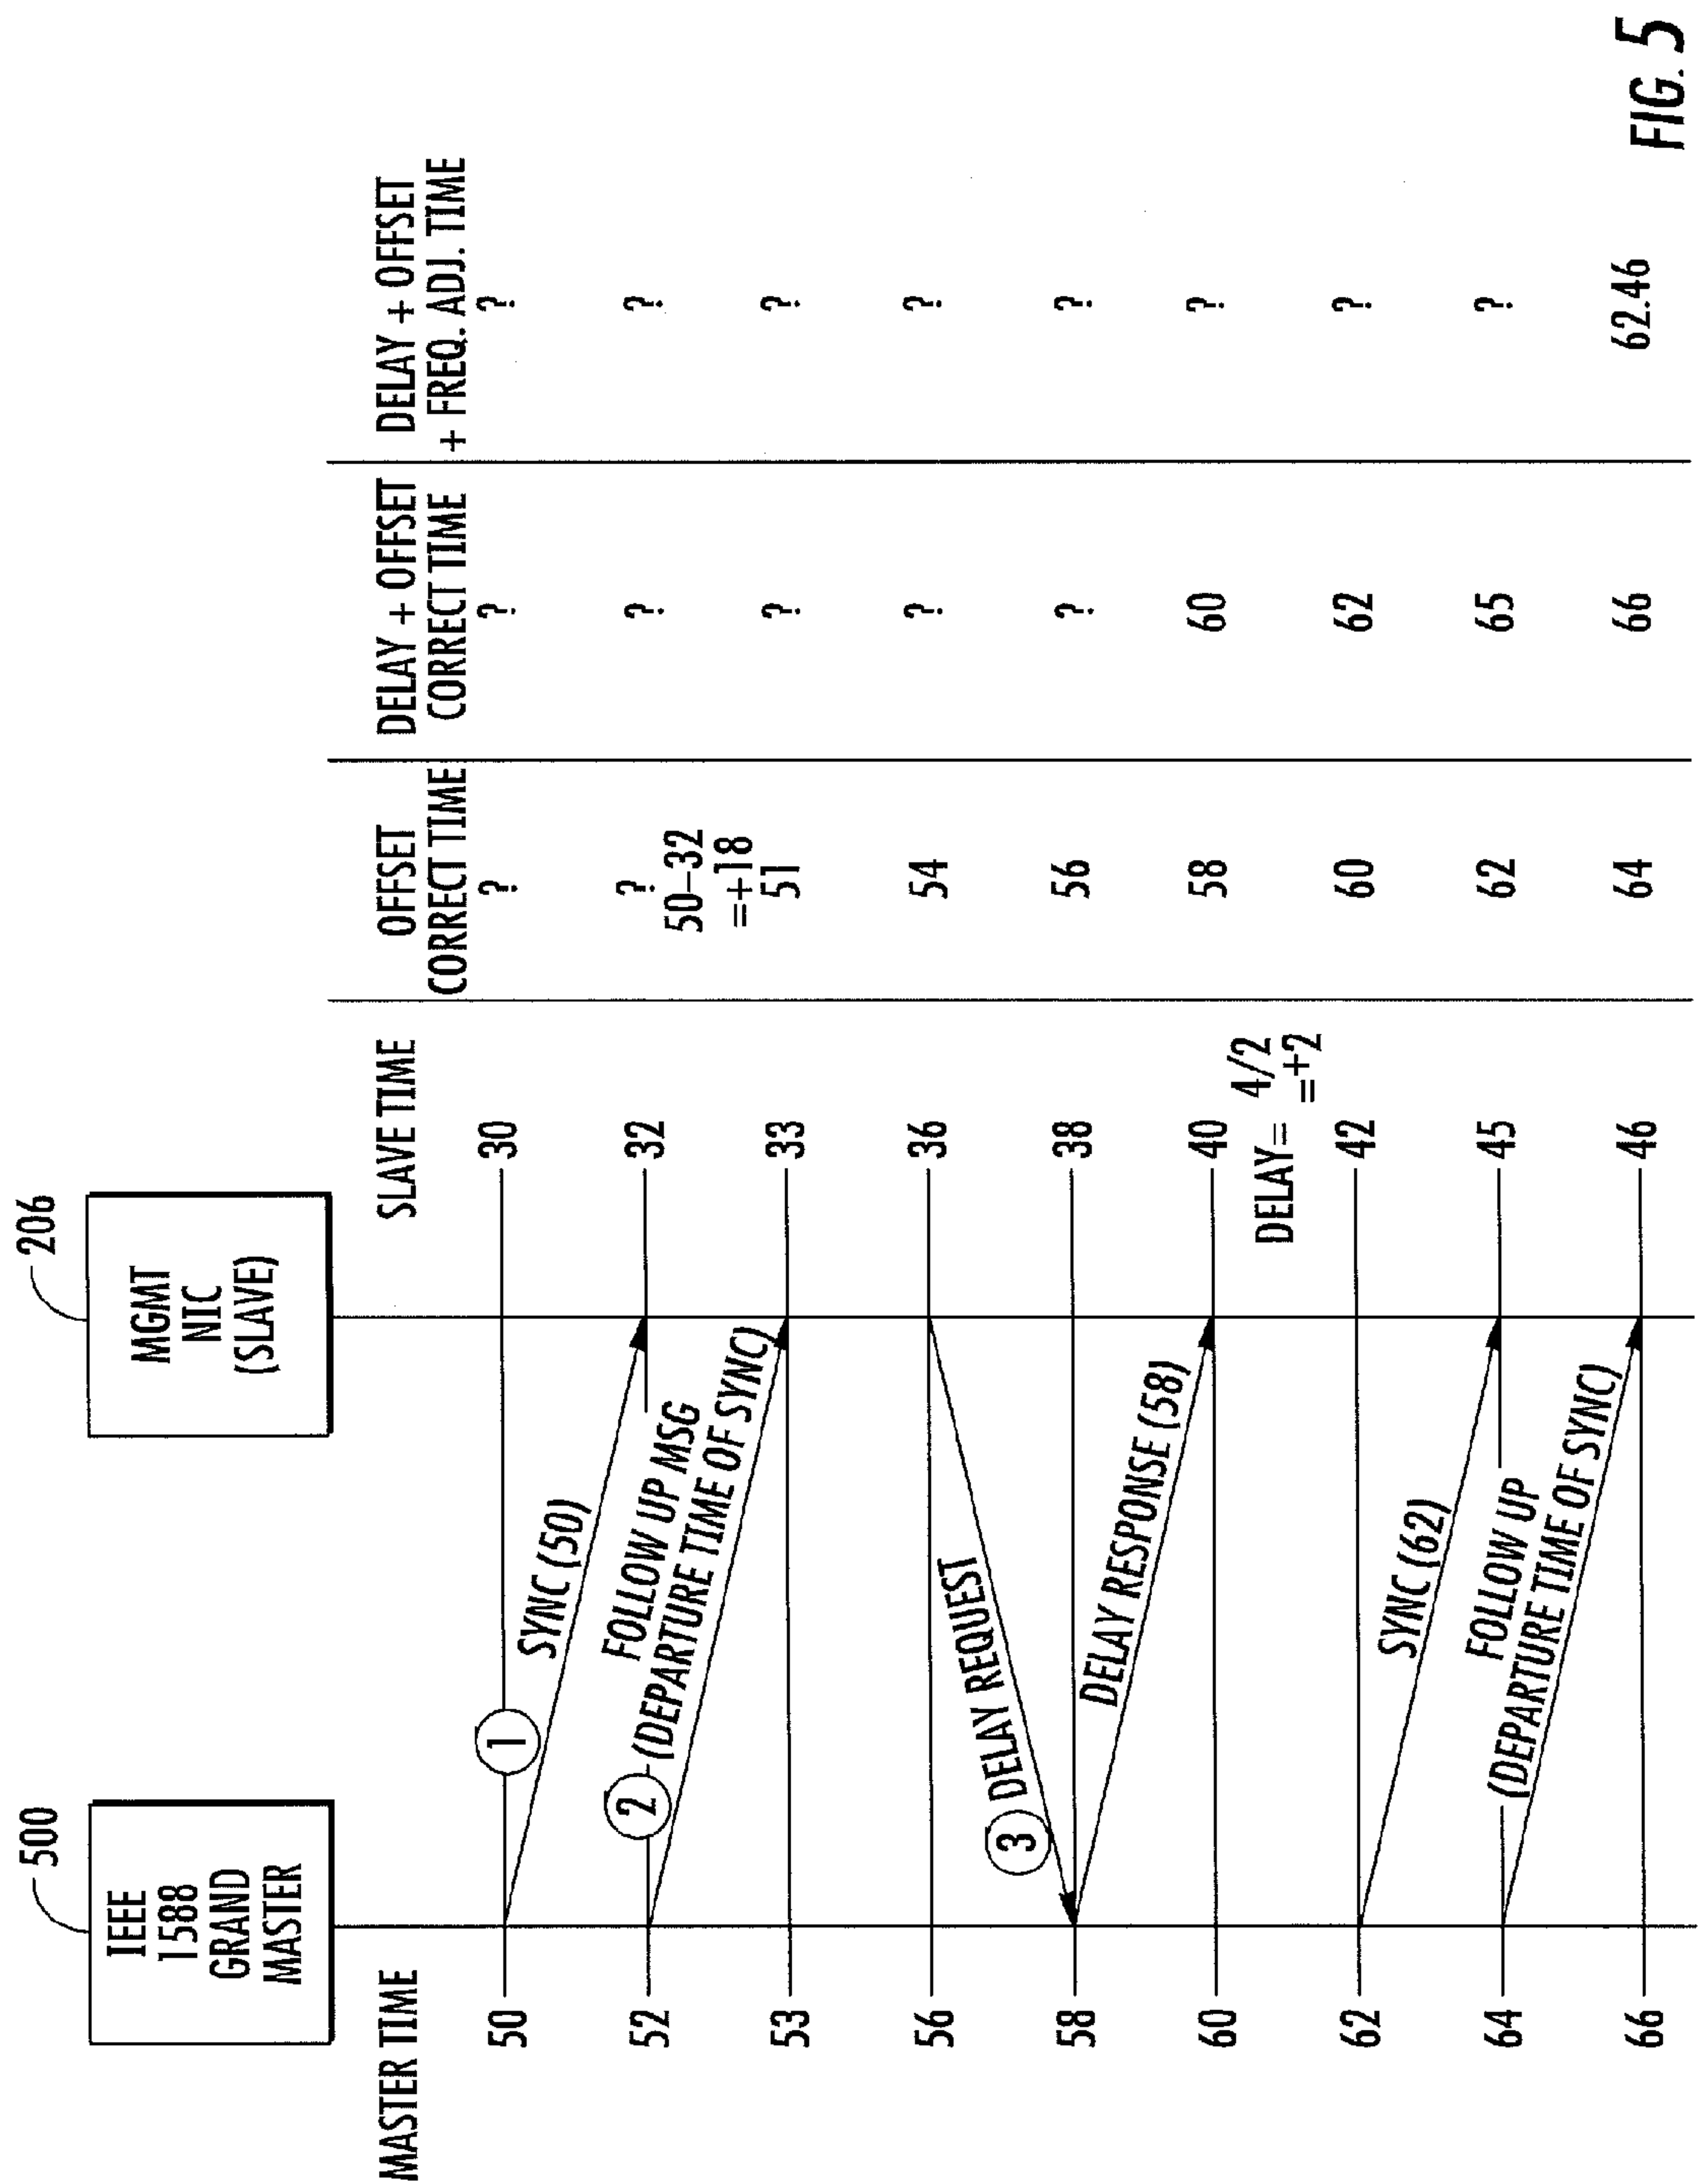 500
206
IEEE
1588
GRAND
MASTER
MGMT
NIC
(SLAVE)
MASTER TIME
SLAVE TIME
OFFSET
CORRECT TIME
DELAY + OFFSET
CORRECT TIME
DELAY + OFFSET
+ FREQ. ADJ. TIME
50
1
30
?
?
?
SYNC (50)
52
2
FOLLOW UP MSG
(DEPARTURE TIME OF SYNC)
32
?
50–32
=+18
?
?
53
33
51
?
?
56
36
54
?
?
3
DELAY REQUEST
58
38
56
?
?
DELAY RESPONSE (58)
60
40
58
60
?
DELAY= 4/2
=+2
62
42
60
62
?
SYNC (62)
64
45
62
65
?
FOLLOW UP
(DEPARTURE TIME OF SYNC)
66
46
64
66
62.46
FIG. 5